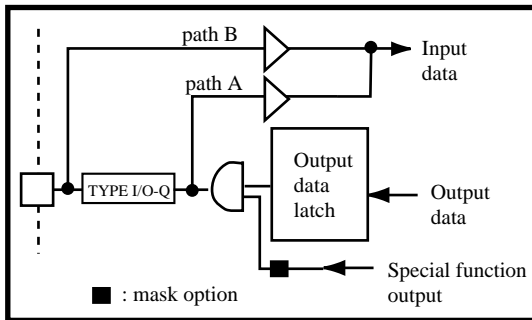 path B
Input
data
path A
TYPE I/O-Q
Output
data
latch
Output
data
Special function
output
: mask option